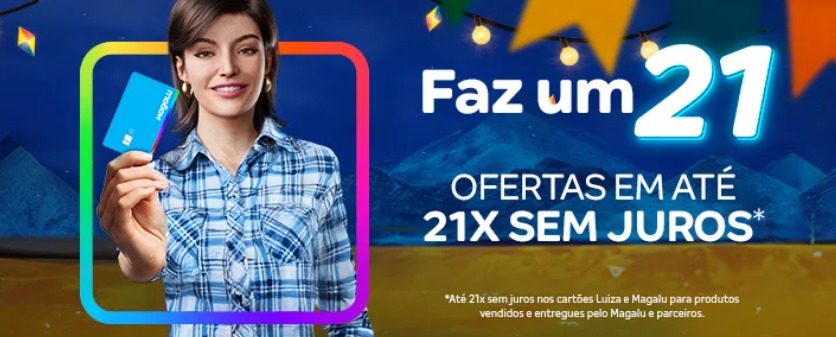 Magalu
Faz um 21
OFERTAS EM ATÉ
21X SEM JUROS*
*Até 21x sem juros nos cartões Luiza e Magalu para produtos
vendidos e entregues pelo Magalu e parceiros.